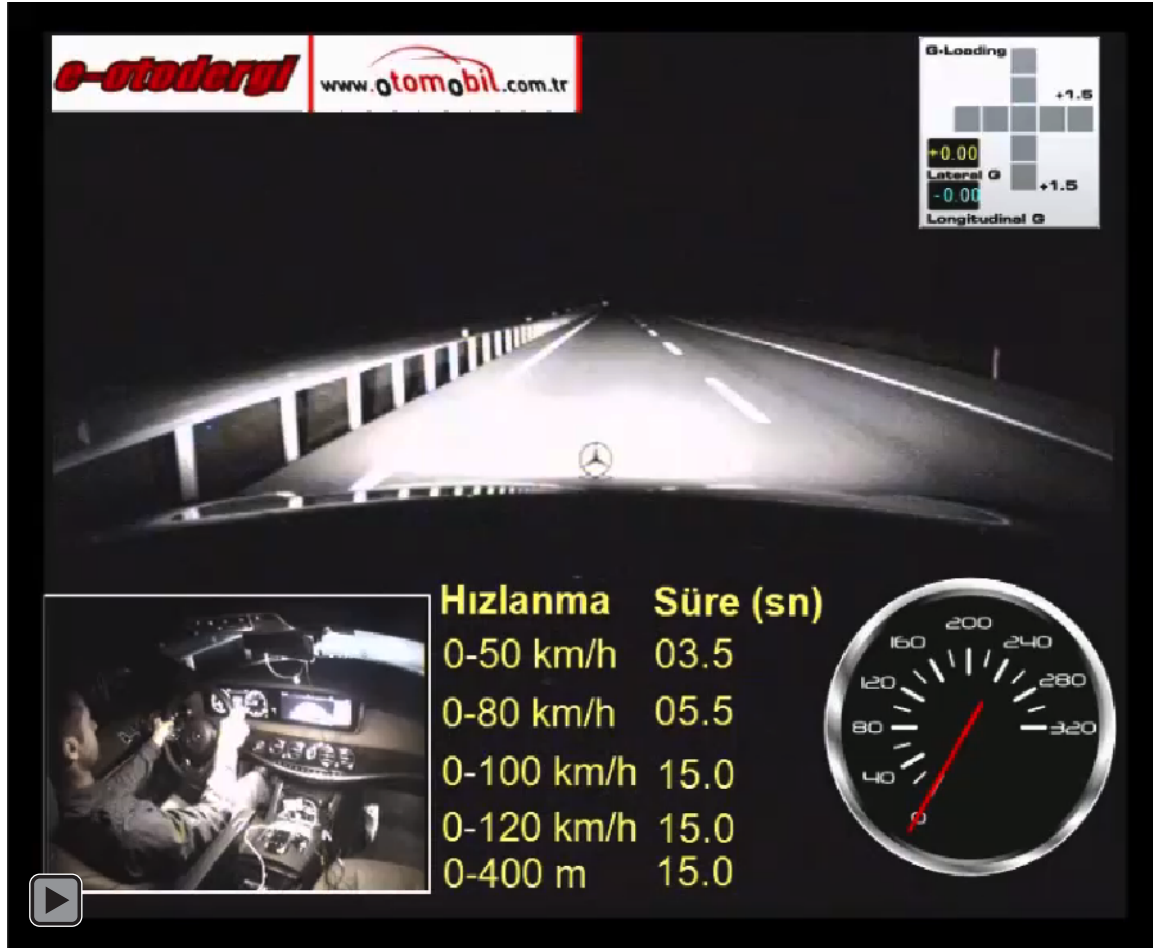 e-otodergi
www.otomobil.com.tr
G-Loading
+1.5
+0.00
Lateral G
-0.00
+1.5
Longitudinal G
Hızlanma Süre (sn)
0-50 km/h 03.5
0-80 km/h 05.5
0-100 km/h 15.0
0-120 km/h 15.0
0-400 m 15.0
200
160 240
120 280
80 320
40
0